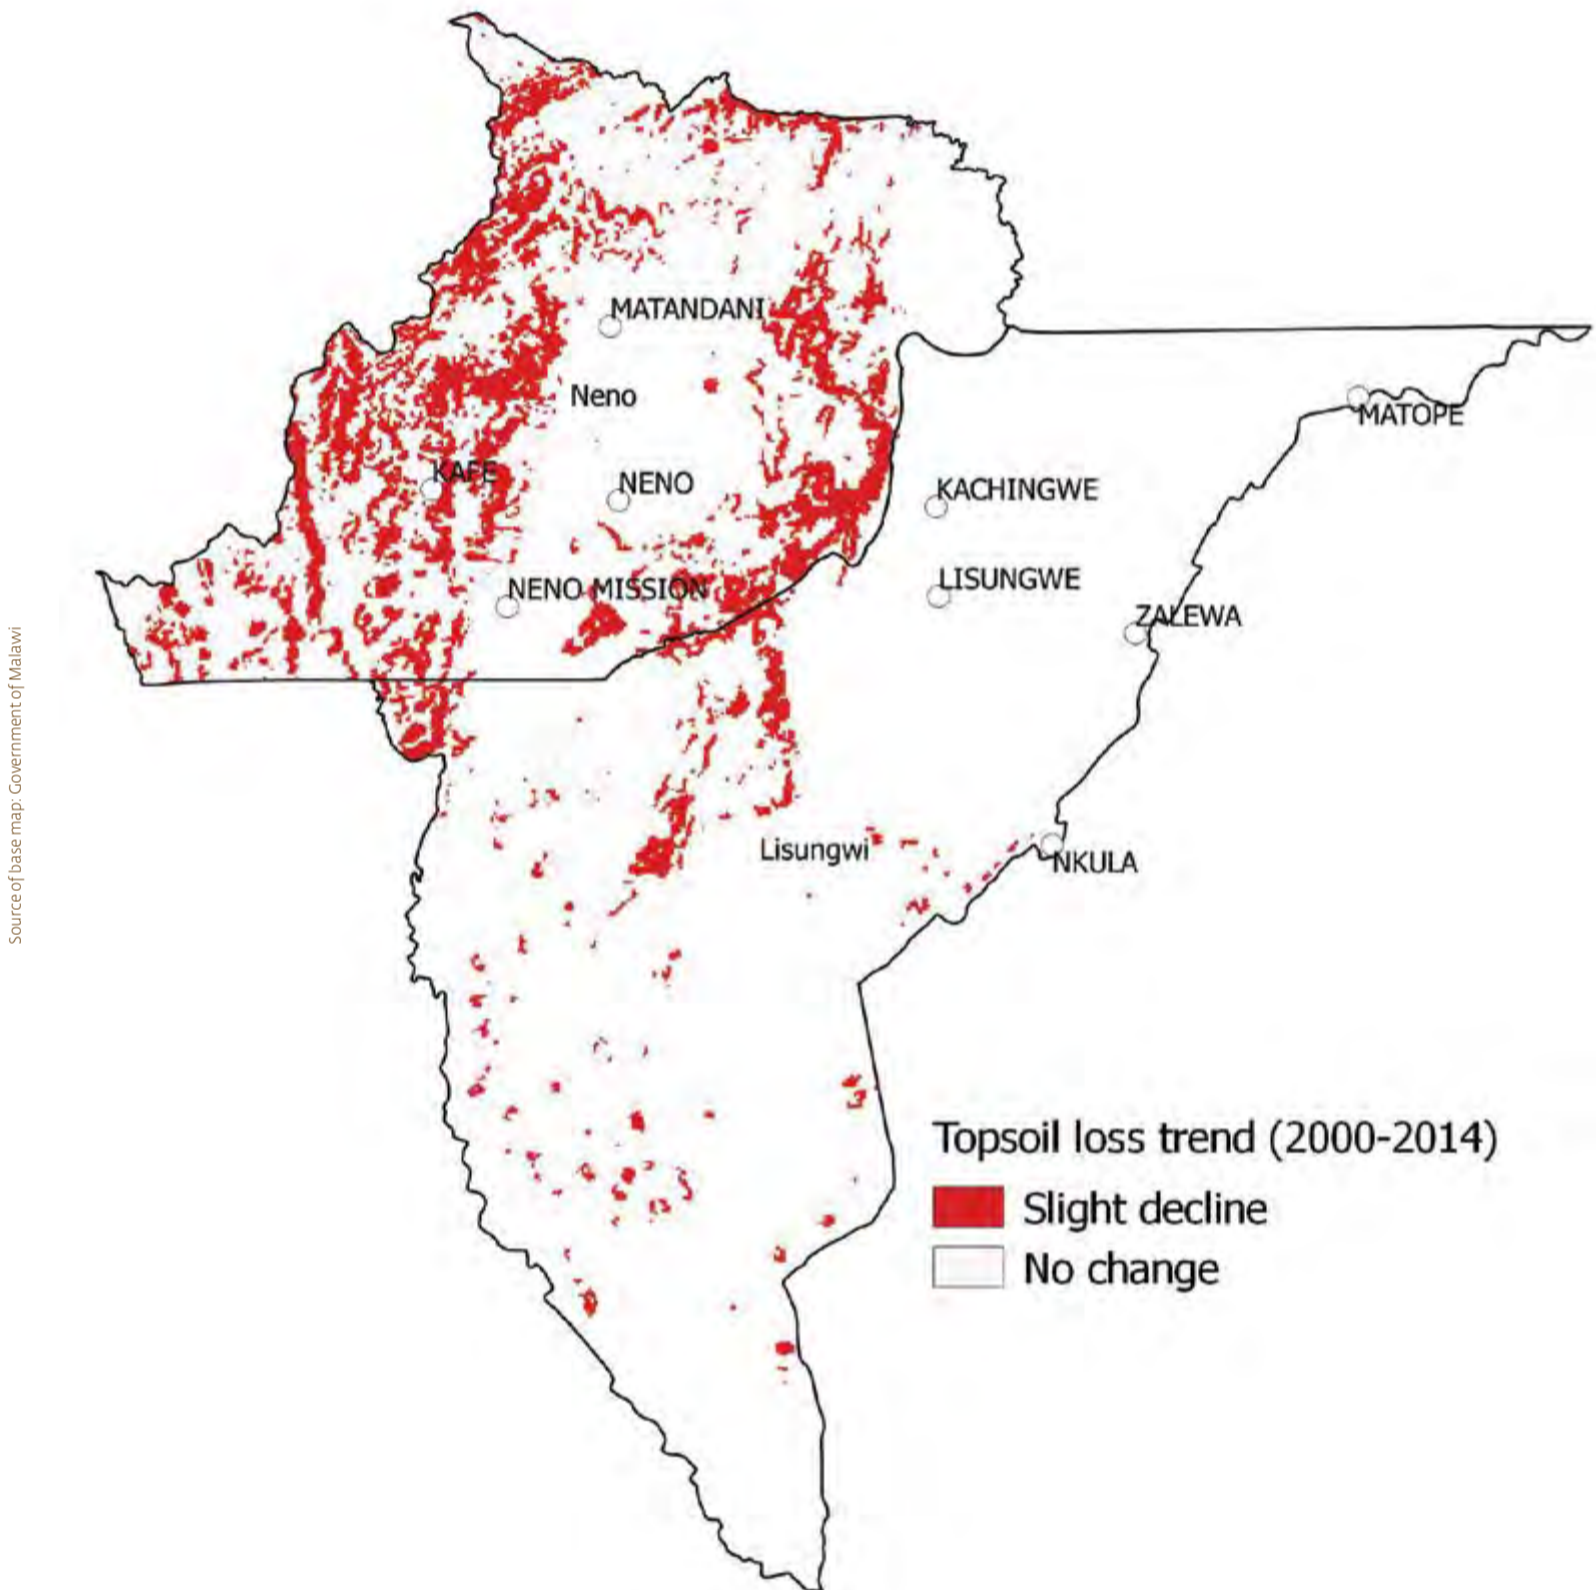 MATANDANI
Neno
MATOPE
KAFE
NENO
KACHINGWE
LISUNGWE
NENO MISSION
ZALEWA
Source of base map: Government of Malawi
Lisungwi
NKULA
Topsoil loss trend (2000-2014)
Slight decline
No change